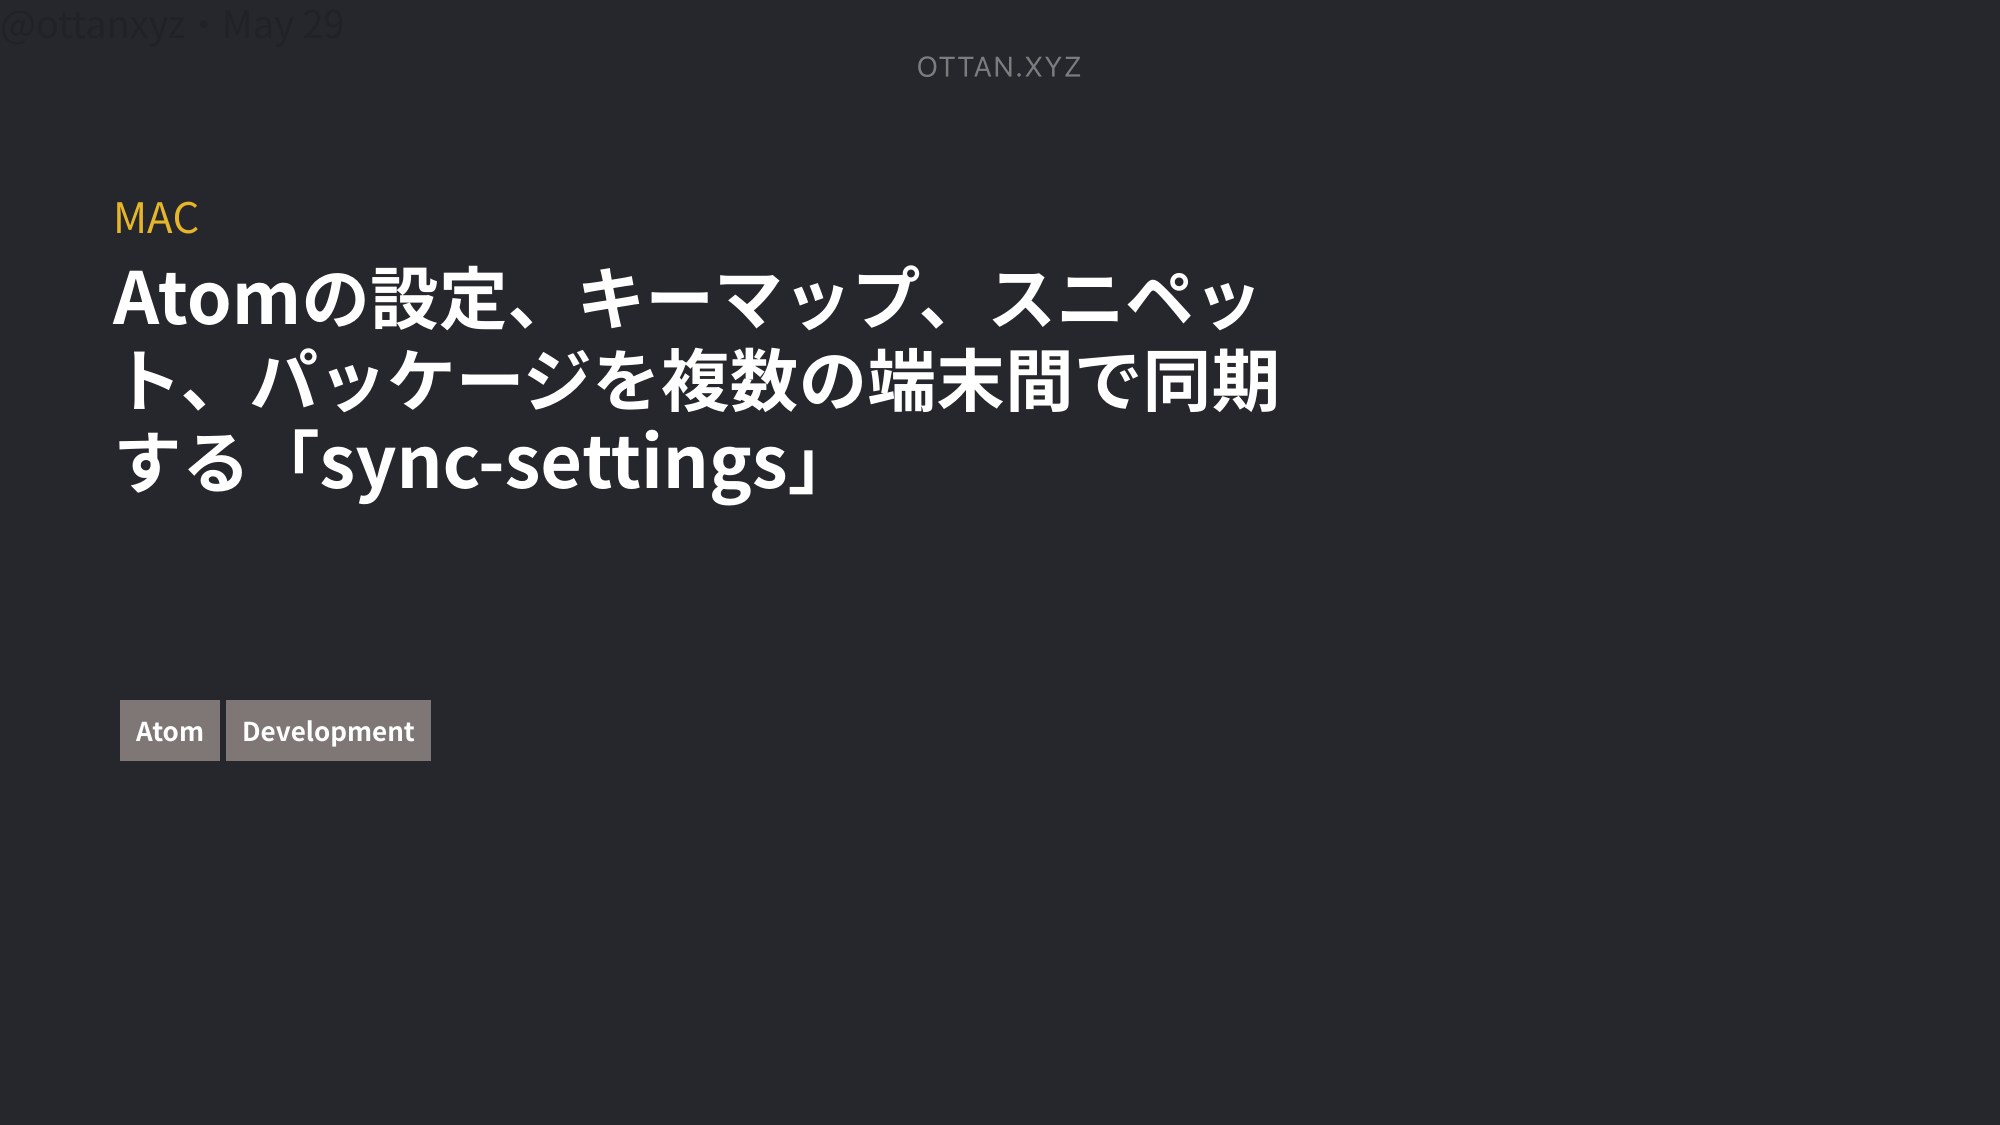 @ottanxyz・May 29
OTTAN.XYZ
MAC
Atomの設定、キーマップ、スニペッ
ト、パッケージを複数の端末間で同期
する「sync-settings」
Atom
Development